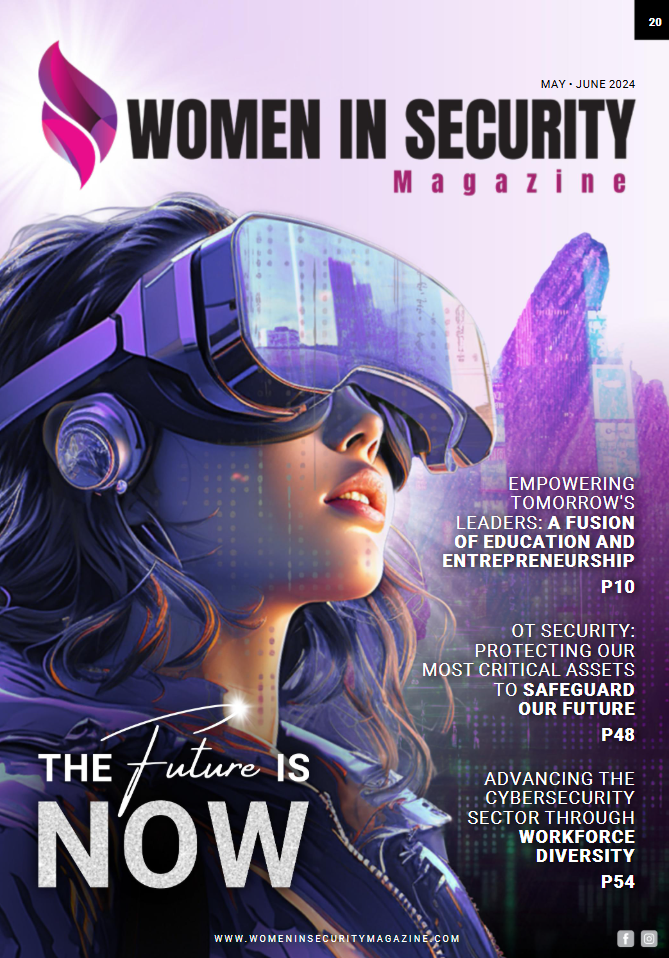 20
MAY • JUNE 2024
WOMEN IN SECURITY
Magazine
EMPOWERING
TOMORROW'S
LEADERS: A FUSION
OF EDUCATION AND
ENTREPRENEURSHIP
P10
OT SECURITY:
PROTECTING OUR
MOST CRITICAL ASSETS
TO SAFEGUARD
OUR FUTURE
P48
ADVANCING THE
CYBERSECURITY
SECTOR THROUGH
WORKFORCE
DIVERSITY
P54
THE Future IS
NOW
WWW.WOMENINSECURITYMAGAZINE.COM